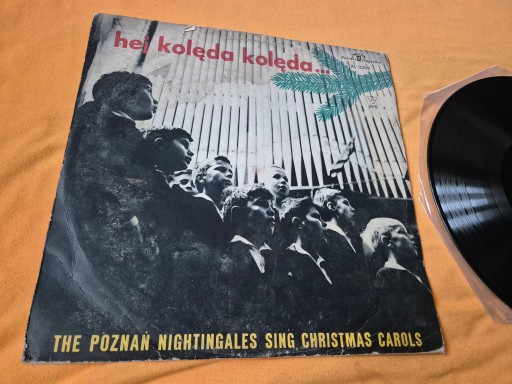 hej kolęda kolęda...
THE POZNAŃ NIGHTINGALES SING CHRISTMAS CAROLS